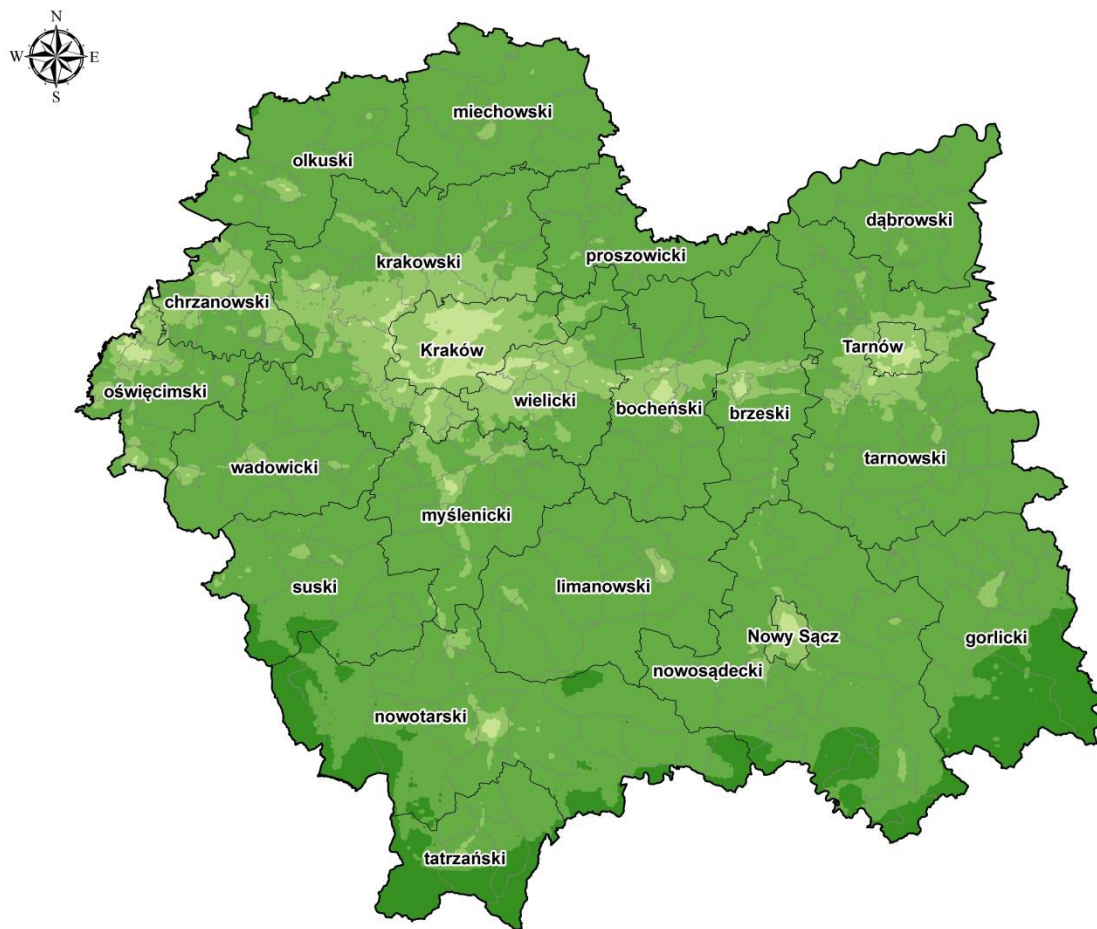 N
W E
S
miechowski
olkuski
dąbrowski
krakowski
proszowicki
chrzanowski
Kraków
Tarnów
oświęcimski
wielicki
bocheński
brzeski
wadowicki
tarnowski
myślenicki
suski
limanowski
Nowy Sącz
gorlicki
nowosądecki
nowotarski
tatrzański